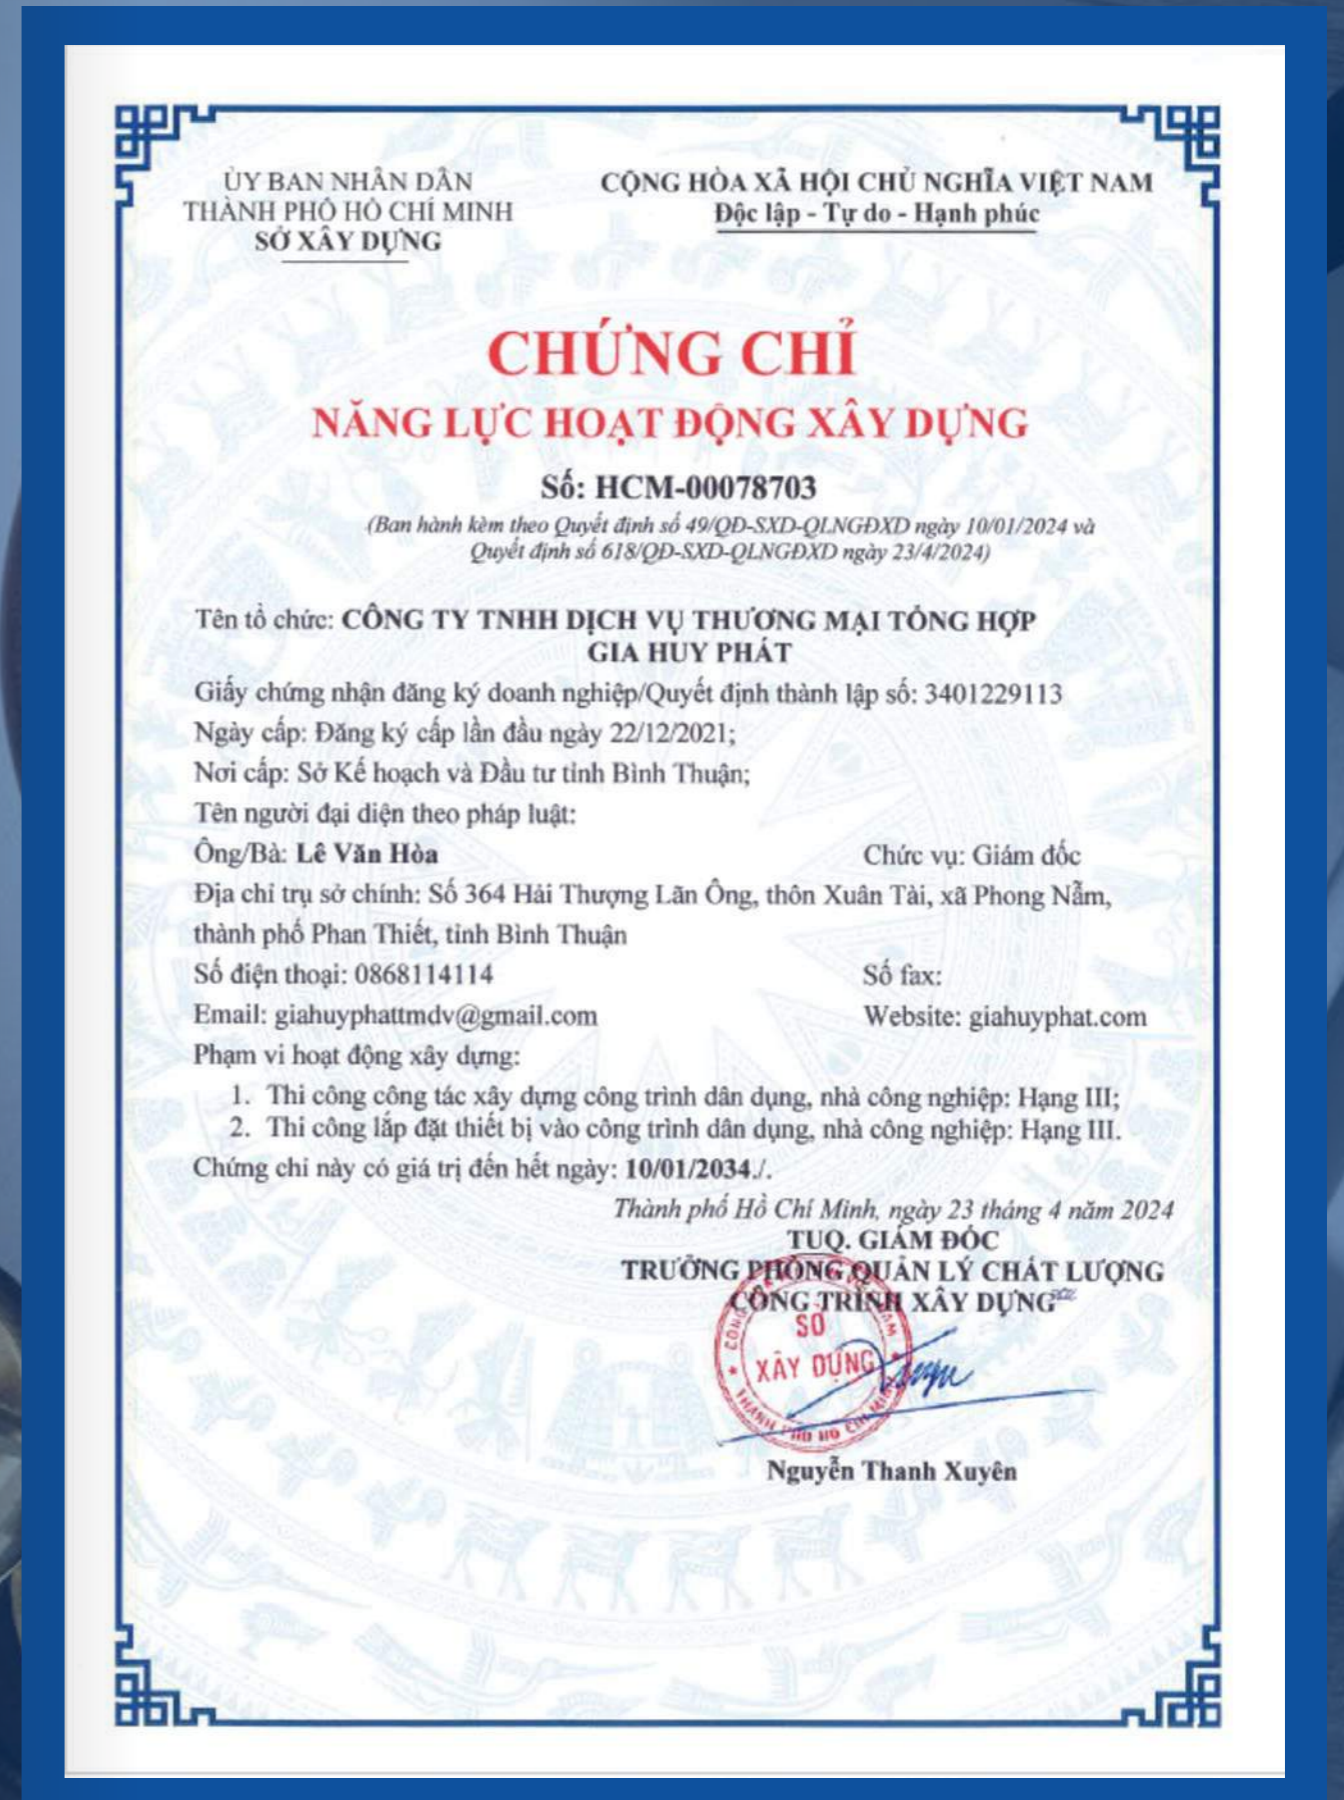 ỦY BAN NHÂN DÂN
THÀNH PHỐ HỒ CHÍ MINH
SỞ XÂY DỰNG
CỘNG HÒA XÃ HỘI CHỦ NGHĨA VIỆT NAM
Độc lập - Tự do - Hạnh phúc
CHỨNG CHỈ
NĂNG LỰC HOẠT ĐỘNG XÂY DỰNG
Số: HCM-00078703
(Ban hành kèm theo Quyết định số 49/QĐ-SXD-QLNGĐXD ngày 10/01/2024 và
Quyết định số 618/QĐ-SXD-QLNGĐXD ngày 23/4/2024)
Tên tổ chức: CÔNG TY TNHH DỊCH VỤ THƯƠNG MẠI TỔNG HỢP
GIA HUY PHÁT
Giấy chứng nhận đăng ký doanh nghiệp/Quyết định thành lập số: 3401229113
Ngày cấp: Đăng ký cấp lần đầu ngày 22/12/2021;
Nơi cấp: Sở Kế hoạch và Đầu tư tỉnh Bình Thuận;
Tên người đại diện theo pháp luật:
Ông/Bà: Lê Văn Hòa Chức vụ: Giám đốc
Địa chỉ trụ sở chính: Số 364 Hải Thượng Lãn Ông, thôn Xuân Tài, xã Phong Nẫm,
thành phố Phan Thiết, tỉnh Bình Thuận
Số điện thoại: 0868114114 Số fax:
Email: giahuyphattmdv@gmail.com Website: giahuyphat.com
Phạm vi hoạt động xây dựng:
1. Thi công công tác xây dựng công trình dân dụng, nhà công nghiệp: Hạng III;
2. Thi công lắp đặt thiết bị vào công trình dân dụng, nhà công nghiệp: Hạng III.
Chứng chỉ này có giá trị đến hết ngày: 10/01/2034./.
Thành phố Hồ Chí Minh, ngày 23 tháng 4 năm 2024
TUQ. GIÁM ĐỐC
TRƯỞNG PHÒNG QUẢN LÝ CHẤT LƯỢNG
CÔNG TRÌNH XÂY DỰNG
SỞ
XÂY DỰNG
THÀNH PHỐ HỒ CHÍ MINH
Nguyễn Thanh Xuyên